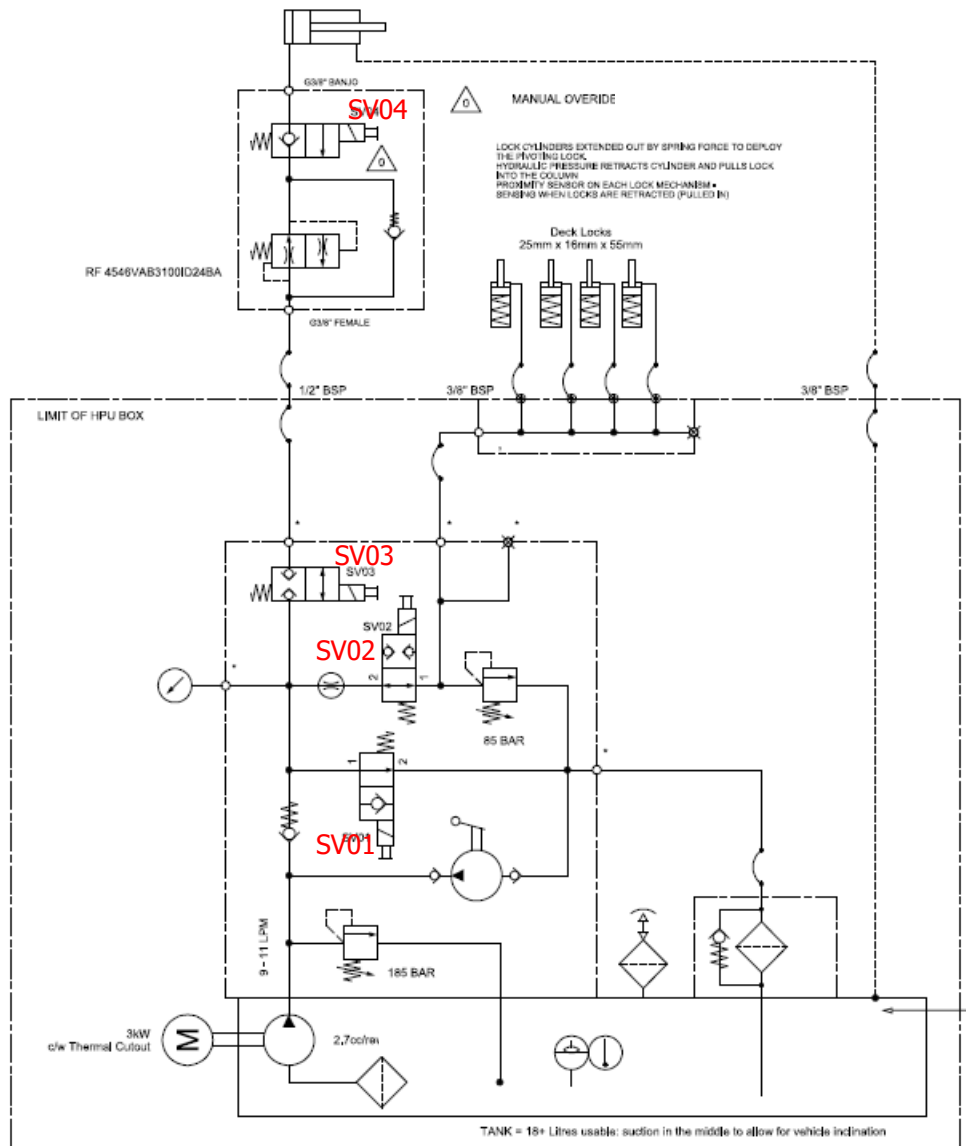 G3/8" BANJO
SV04
0
MANUAL OVERIDE
0
LOCK CYLINDERS EXTENDED OUT BY SPRING FORCE TO DEPLOY
THE PIVOTING LOCK.
HYDRAULIC PRESSURE RETRACTS CYLINDER AND PULLS LOCK
INTO THE COLUMN
PROXIMITY SENSOR ON EACH LOCK MECHANISM •
SENSING WHEN LOCKS ARE RETRACTED (PULLED IN)
Deck Locks
25mm x 16mm x 55mm
RF 4546VAB3100ID24BA
G3/8" FEMALE
1/2" BSP
3/8" BSP
3/8" BSP
LIMIT OF HPU BOX
*
*
*
*
SV03
SV03
SV02
SV02
*
2
1
85 BAR
1
2
*
SV01
9 - 11 LPM
185 BAR
3kW
c/w Thermal Cutout
M
2,7cc/rev
TANK = 18+ Litres usable: suction in the middle to allow for vehicle inclination